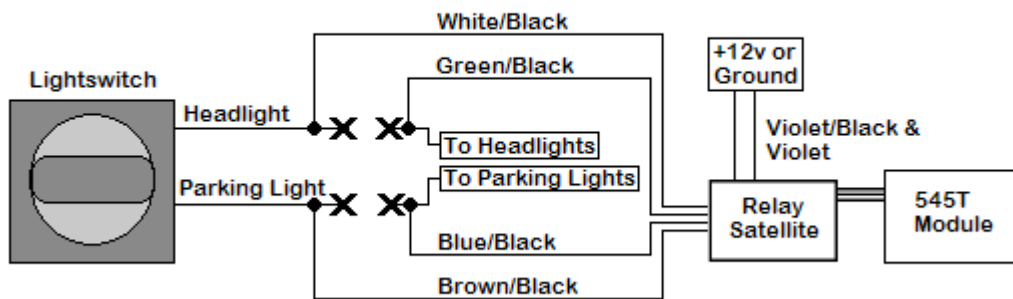 White/Black
+12v or
Ground
Lightswitch
Green/Black
Headlight
Violet/Black &
Violet
To Headlights
To Parking Lights
Parking Light
Relay
Satellite
545T
Module
Blue/Black
Brown/Black